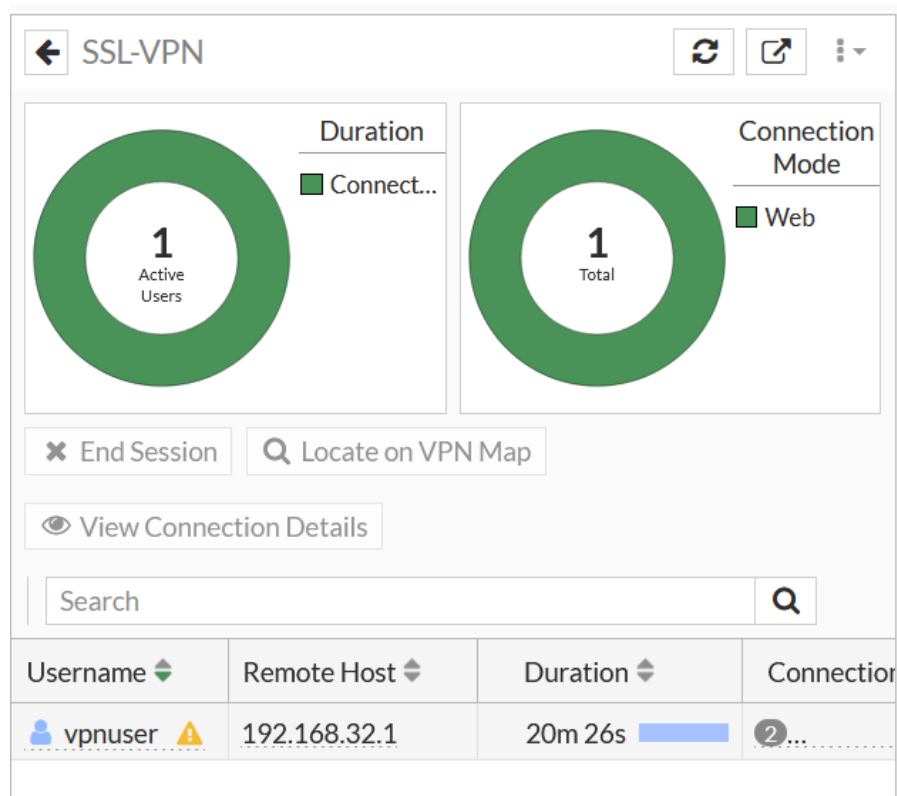 SSL-VPN
Duration
Connect...
1
Active
Users
Connection
Mode
Web
1
Total
End Session
Locate on VPN Map
View Connection Details
Search
Username Remote Host Duration Connection
vpnuser 192.168.32.1 20m 26s 2...